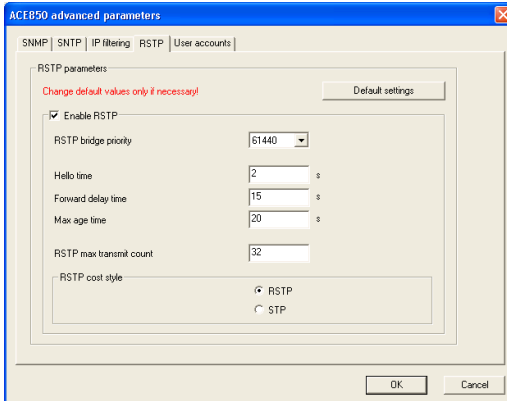 ACE850 advanced parameters
SNMP SNTP IP filtering RSTP User accounts
RSTP parameters
Change default values only if necessary!
Default settings
Enable RSTP
RSTP bridge priority 61440
Hello time 2 s
Forward delay time 15 s
Max age time 20 s
RSTP max transmit count 32
RSTP cost style
RSTP
STP
OK Cancel